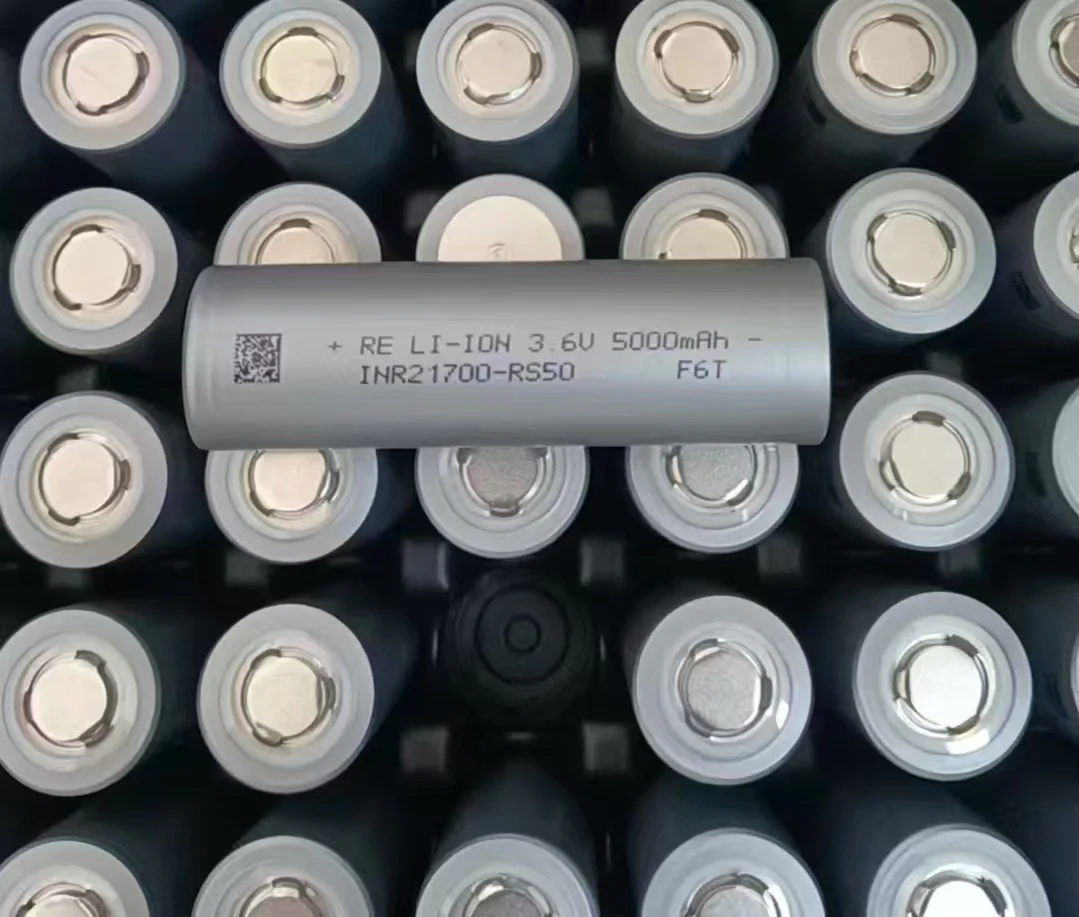 + RE LI-ION 3.6V 5000mAh -
INR21700-RS50 F6T